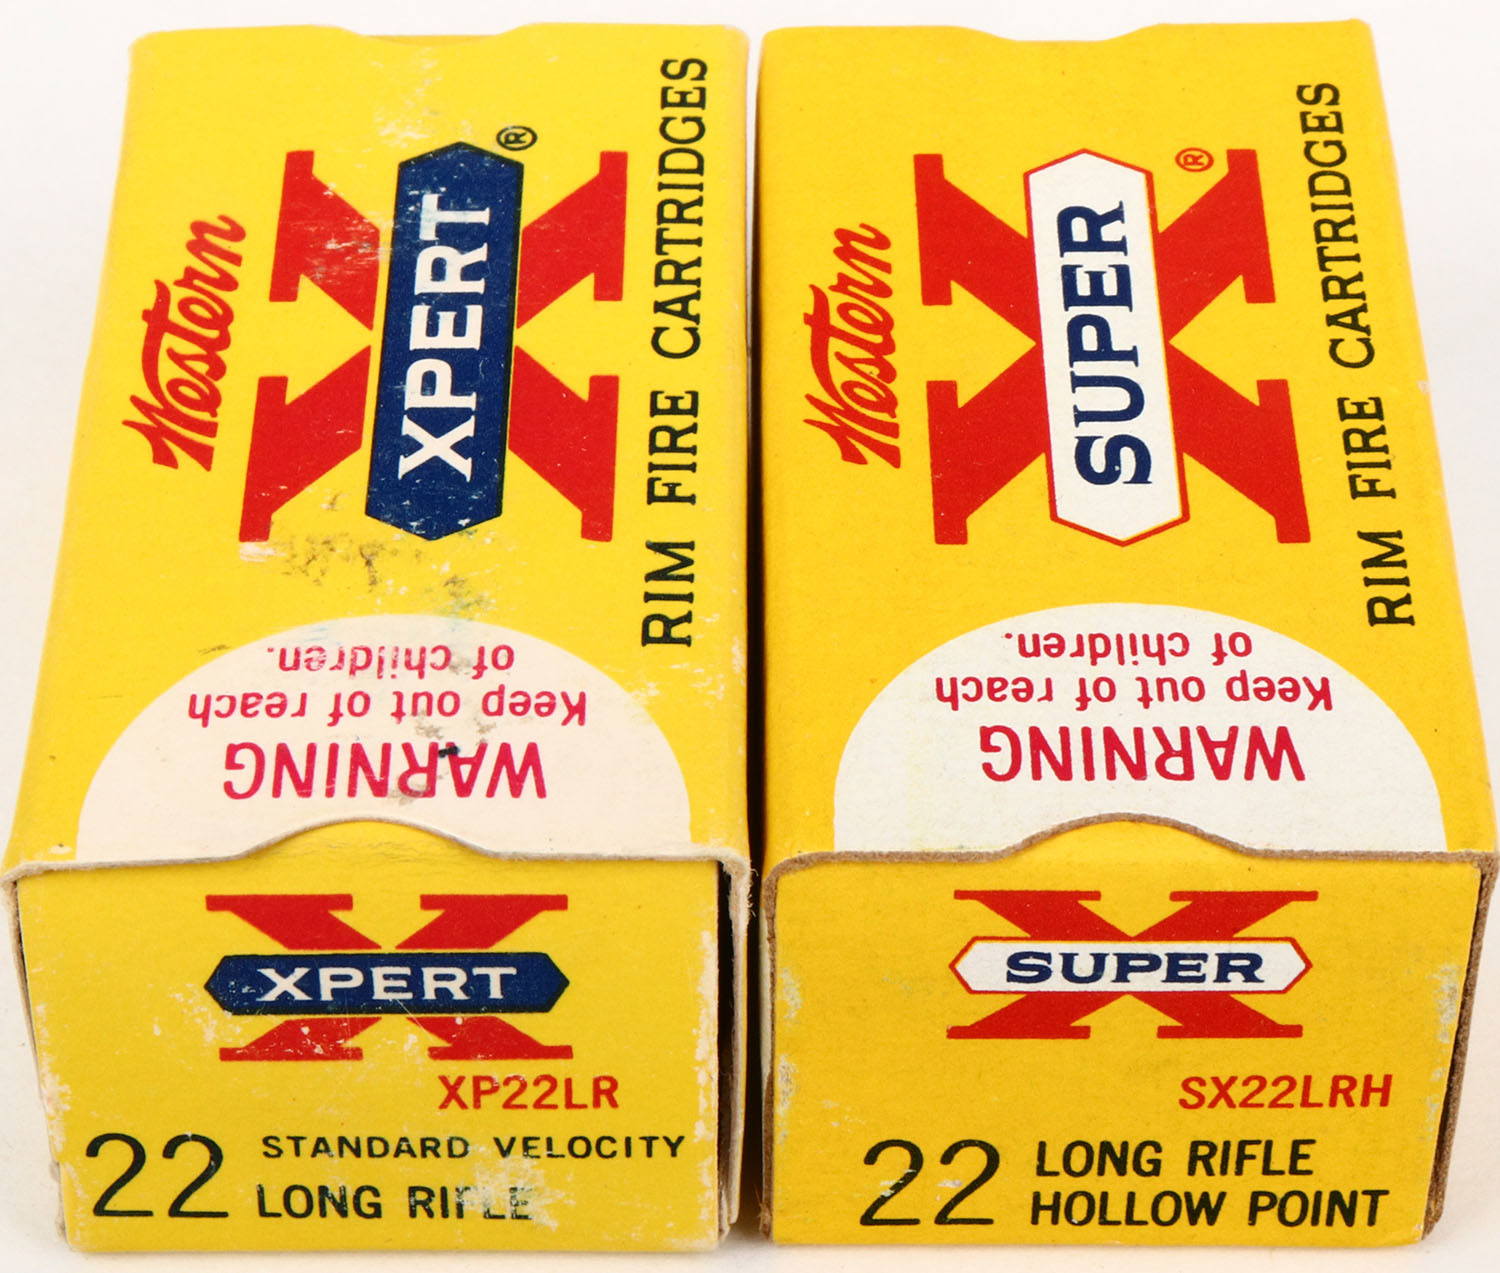 Western
XPERT
®
RIM FIRE CARTRIDGES
WARNING
Keep out of reach
of children.
X
XPERT
XP22LR
22 STANDARD VELOCITY
LONG RIFLE
Western
X
SUPER
®
RIM FIRE CARTRIDGES
WARNING
Keep out of reach
of children.
X
SUPER
SX22LRH
22 LONG RIFLE
HOLLOW POINT